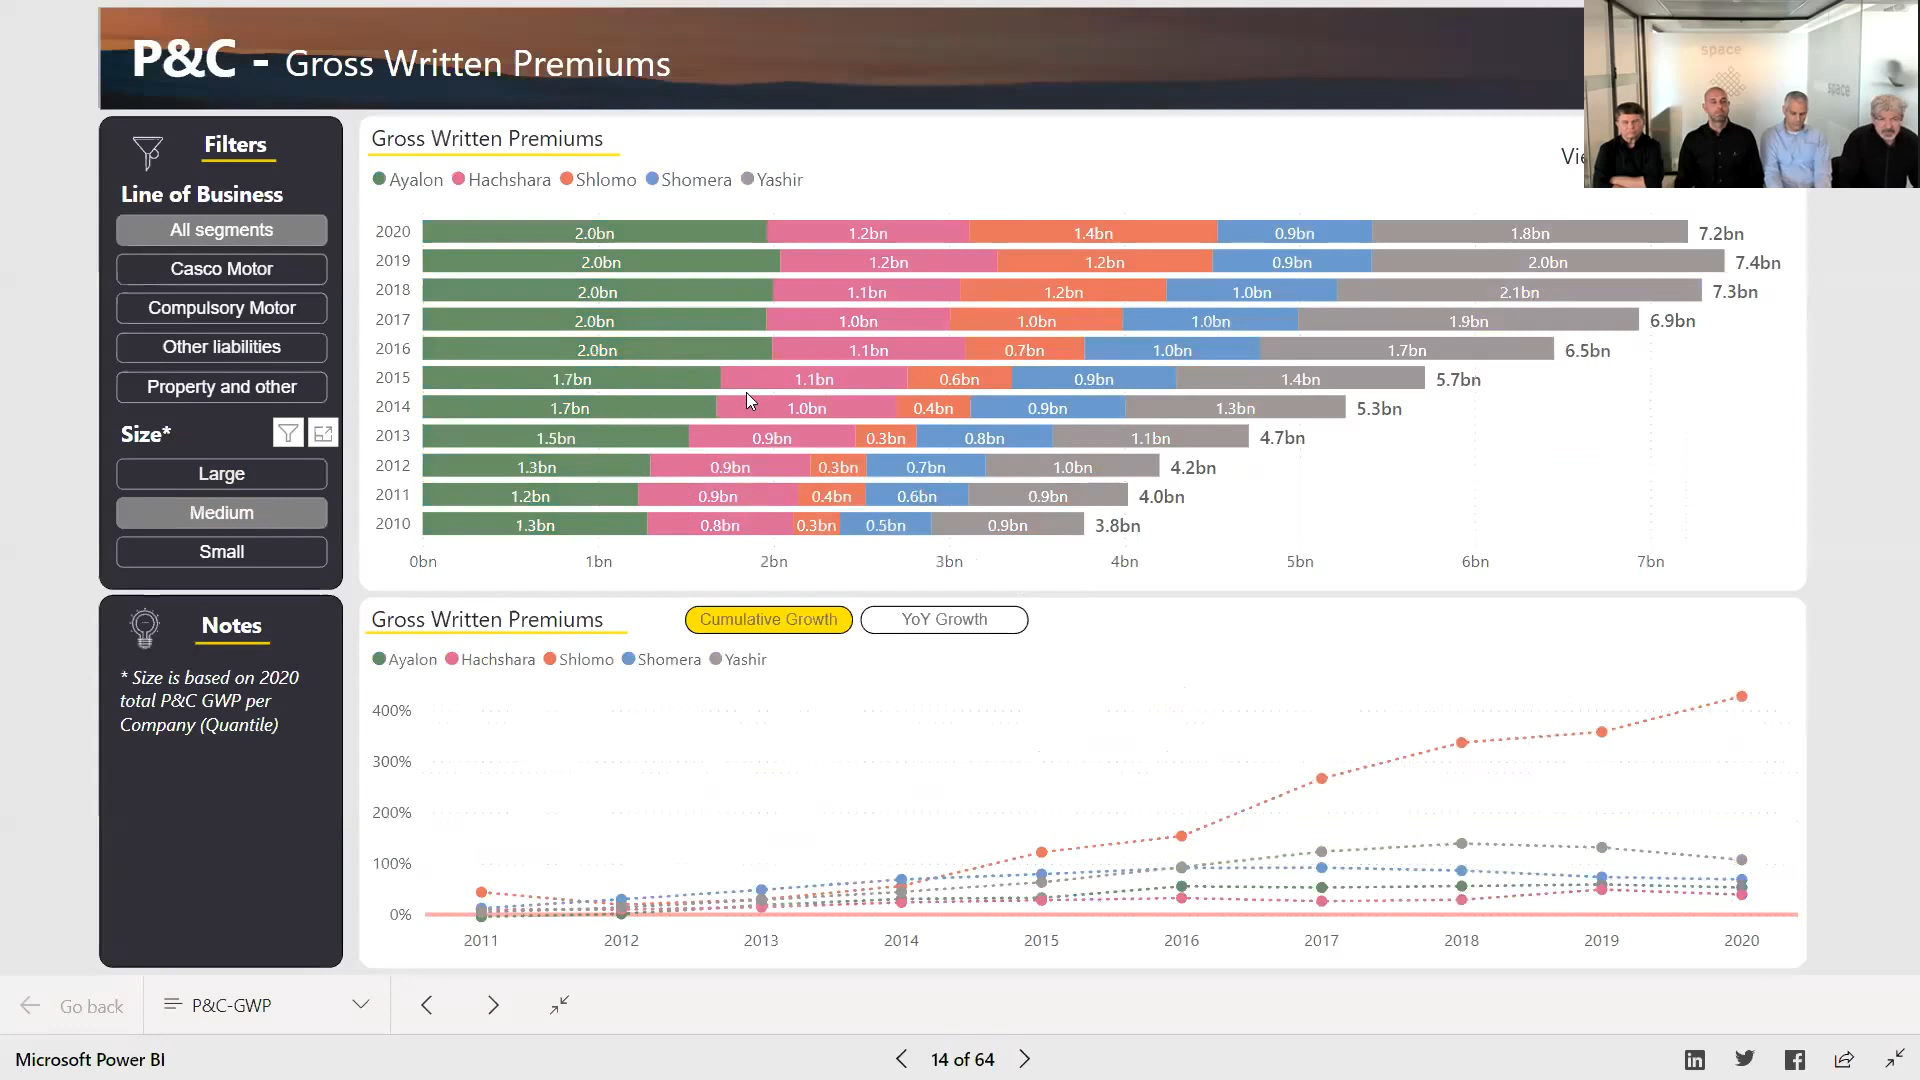 P&C - Gross Written Premiums
space
space
Filters
Line of Business
All segments
Casco Motor
Compulsory Motor
Other liabilities
Property and other
Size*
Large
Medium
Small
Notes
* Size is based on 2020
total P&C GWP per
Company (Quantile)
Gross Written Premiums
Ayalon Hachshara Shlomo Shomera Yashir
2020 2.0bn 1.2bn 1.4bn 0.9bn 1.8bn 7.2bn
2019 2.0bn 1.2bn 1.2bn 0.9bn 2.0bn 7.4bn
2018 2.0bn 1.1bn 1.2bn 1.0bn 2.1bn 7.3bn
2017 2.0bn 1.0bn 1.0bn 1.0bn 1.9bn 6.9bn
2016 2.0bn 1.1bn 0.7bn 1.0bn 1.7bn 6.5bn
2015 1.7bn 1.1bn 0.6bn 0.9bn 1.4bn 5.7bn
2014 1.7bn 1.0bn 0.4bn 0.9bn 1.3bn 5.3bn
2013 1.5bn 0.9bn 0.3bn 0.8bn 1.1bn 4.7bn
2012 1.3bn 0.9bn 0.3bn 0.7bn 1.0bn 4.2bn
2011 1.2bn 0.9bn 0.4bn 0.6bn 0.9bn 4.0bn
2010 1.3bn 0.8bn 0.3bn 0.5bn 0.9bn 3.8bn
0bn 1bn 2bn 3bn 4bn 5bn 6bn 7bn
Gross Written Premiums
Cumulative Growth
YoY Growth
Ayalon Hachshara Shlomo Shomera Yashir
400%
300%
200%
100%
0%
2011 2012 2013 2014 2015 2016 2017 2018 2019 2020
Go back
P&C-GWP
Microsoft Power BI
14 of 64